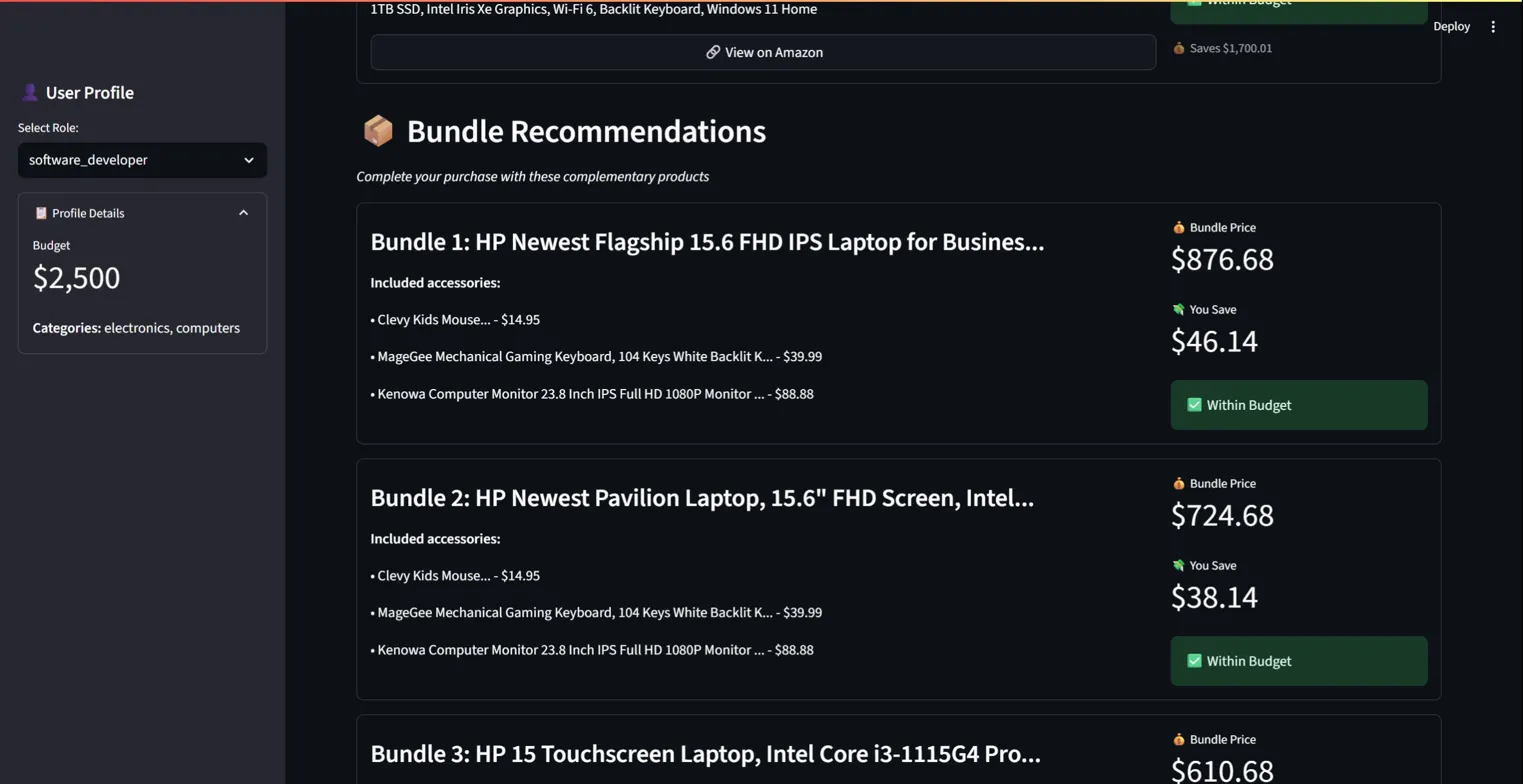 1TB SSD, Intel Iris Xe Graphics, Wi-Fi 6, Backlit Keyboard, Windows 11 Home
Within Budget
Deploy
View on Amazon
Saves $1,700.01
User Profile
Select Role:
software_developer
Profile Details
Budget
$2,500
Categories: electronics, computers
Bundle Recommendations
Complete your purchase with these complementary products
Bundle 1: HP Newest Flagship 15.6 FHD IPS Laptop for Busines...
Included accessories:
• Clevy Kids Mouse... - $14.95
• MageGee Mechanical Gaming Keyboard, 104 Keys White Backlit K... - $39.99
• Kenowa Computer Monitor 23.8 Inch IPS Full HD 1080P Monitor ... - $88.88
Bundle Price
$876.68
You Save
$46.14
Within Budget
Bundle 2: HP Newest Pavilion Laptop, 15.6" FHD Screen, Intel...
Included accessories:
• Clevy Kids Mouse... - $14.95
• MageGee Mechanical Gaming Keyboard, 104 Keys White Backlit K... - $39.99
• Kenowa Computer Monitor 23.8 Inch IPS Full HD 1080P Monitor ... - $88.88
Bundle Price
$724.68
You Save
$38.14
Within Budget
Bundle 3: HP 15 Touchscreen Laptop, Intel Core i3-1115G4 Pro...
Bundle Price
$610.68